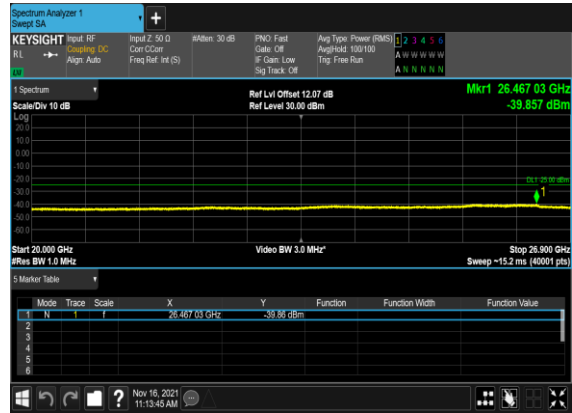 Spectrum Analyzer 1
Swept SA
+
KEYSIGHT Input: RF Input Z: 50 Ω #Atten: 30 dB PNO: Fast Avg Type: Power (RMS) 1 2 3 4 5 6
RL Coupling: DC Corr CCorr Gate: Off Avg|Hold: 100/100 A W W W W W
Align: Auto Freq Ref: Int (S) IF Gain: Low Trig: Free Run
LW Sig Track: Off A N N N N N
1 Spectrum Ref Lvl Offset 12.07 dB Mkr1 26.467 03 GHz
Scale/Div 10 dB Ref Level 30.00 dBm -39.857 dBm
Log
20.0
10.0
0.00
-10.0
-20.0 DL1 -25.00 dBm
-30.0 1
-40.0
-50.0
-60.0
Start 20.000 GHz Video BW 3.0 MHz* Stop 26.900 GHz
#Res BW 1.0 MHz Sweep ~15.2 ms (40001 pts)
5 Marker Table
Mode Trace Scale X Y Function Function Width Function Value
1 N 1 f 26.467 03 GHz -39.86 dBm
2
3
4
5
6
? Nov 16, 2021
11:13:45 AM